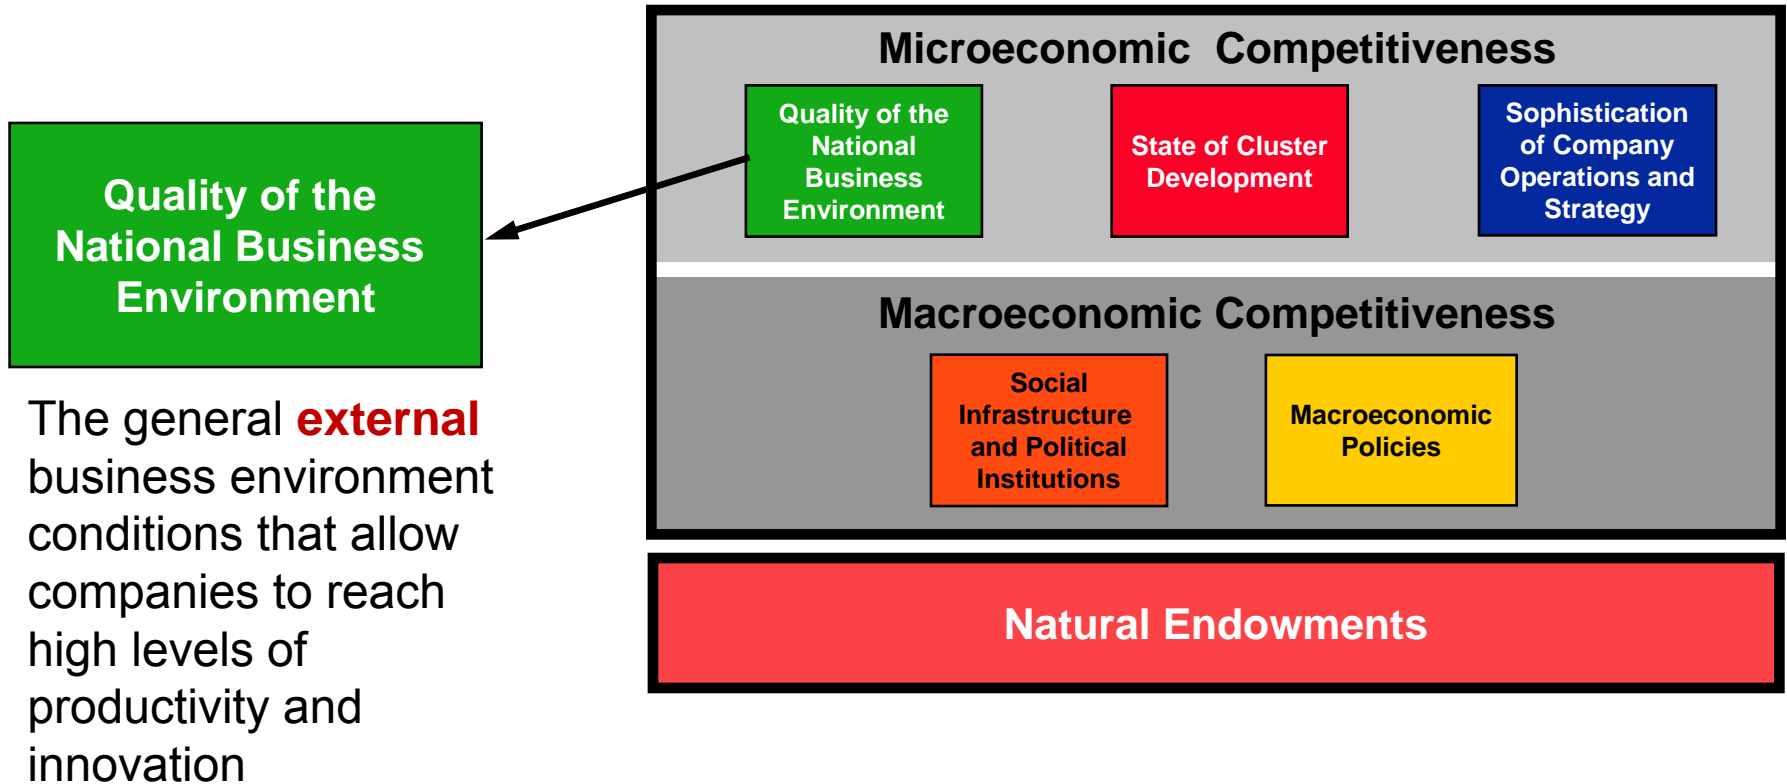 Microeconomic Competitiveness
Quality of the
National
Business
Environment
State of Cluster
Development
Sophistication
of Company
Operations and
Strategy
Quality of the
National Business
Environment
The general external
business environment
conditions that allow
companies to reach
high levels of
productivity and
innovation
Macroeconomic Competitiveness
Social
Infrastructure
and Political
Institutions
Macroeconomic
Policies
Natural Endowments